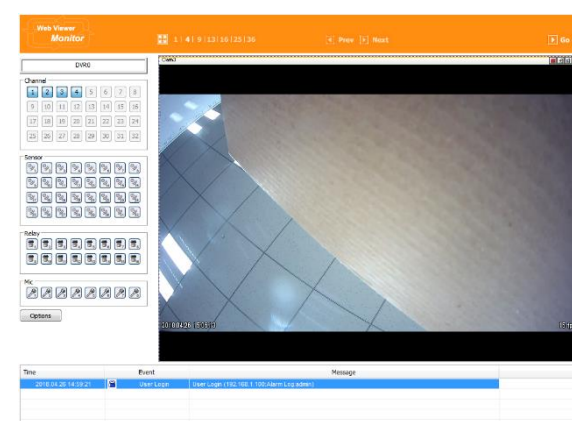 Web Viewer
Monitor
1 | 4 | 9 | 13 | 16 | 25 | 36
Prev
Next
Go
DVR0
Cam3
Channel
1 2 3 4 5 6 7 8
9 10 11 12 13 14 15 16
17 18 19 20 21 22 23 24
25 26 27 28 29 30 31 32
Sensor
Relay
Mic
Options
Time Event Message
2010.04.26 14:59:21 User Login User Login (192.168.1.100:Alarm Log:admin)